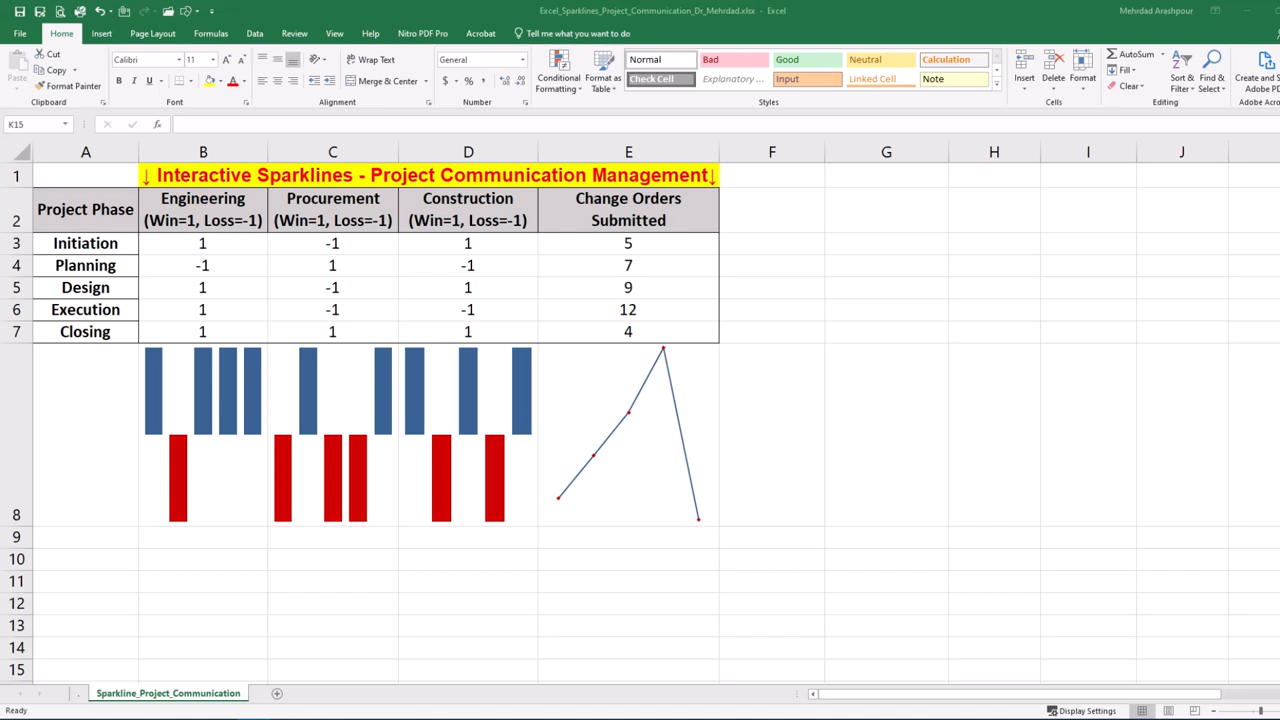 Excel_Sparklines_Project_Communication_Dr_Mehrdad.xlsx - Excel
Mehrdad Arashpour
File Home Insert Page Layout Formulas Data Review View Help Nitro PDF Pro Acrobat Tell me what you want to do
Paste
Cut
Copy
Format Painter
Clipboard
Calibri 11
B I U
Font
Wrap Text
Merge & Center
Alignment
General
$ %
Number
Conditional
Formatting
Format as
Table
Normal Bad Good Neutral Calculation
Check Cell Explanatory ... Input Linked Cell Note
Styles
Insert Delete Format
Cells
AutoSum
Fill
Clear
Sort &
Filter
Find &
Select
Editing
Create and S
Adobe PD
Adobe Acro
K15 fx
A B C D E F G H I J
1 ↓ Interactive Sparklines - Project Communication Management↓
2 Project Phase
Engineering
(Win=1, Loss=-1)
Procurement
(Win=1, Loss=-1)
Construction
(Win=1, Loss=-1)
Change Orders
Submitted
3 Initiation 1 -1 1 5
4 Planning -1 1 -1 7
5 Design 1 -1 1 9
6 Execution 1 -1 -1 12
7 Closing 1 1 1 4
8
9
10
11
12
13
14
15
Sparkline_Project_Communication
Ready
Display Settings